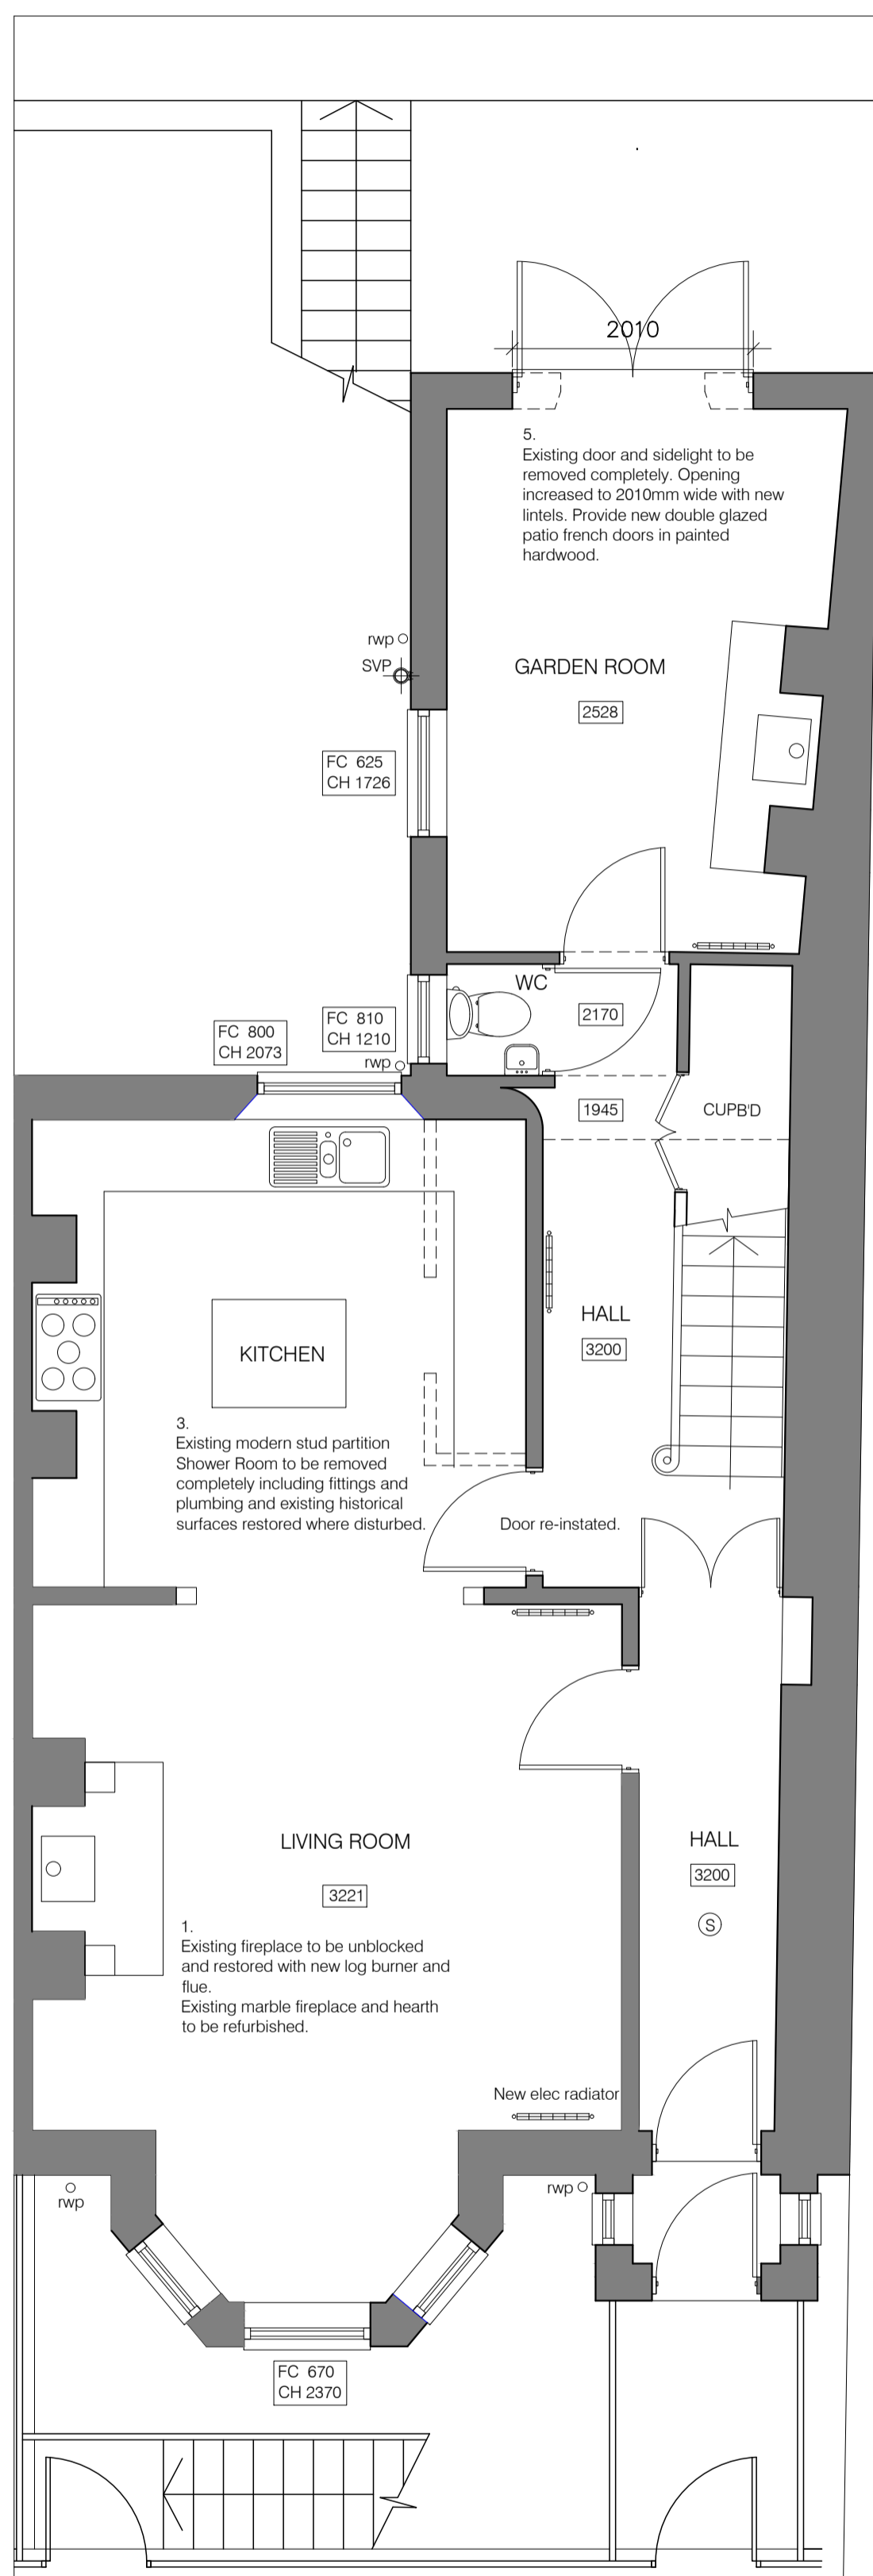 2010
5.
Existing door and sidelight to be
removed completely. Opening
increased to 2010mm wide with new
lintels. Provide new double glazed
patio french doors in painted
hardwood.
rwp
SVP
GARDEN ROOM
2528
FC 625
CH 1726
WC
2170
FC 810
CH 1210
FC 800
CH 2073
rwp
1945
CUPB'D
HALL
3200
KITCHEN
3.
Existing modern stud partition
Shower Room to be removed
completely including fittings and
plumbing and existing historical
surfaces restored where disturbed.
Door re-instated.
LIVING ROOM
3221
HALL
3200
S
1.
Existing fireplace to be unblocked
and restored with new log burner and
flue.
Existing marble fireplace and hearth
to be refurbished.
New elec radiator
rwp
rwp
FC 670
CH 2370